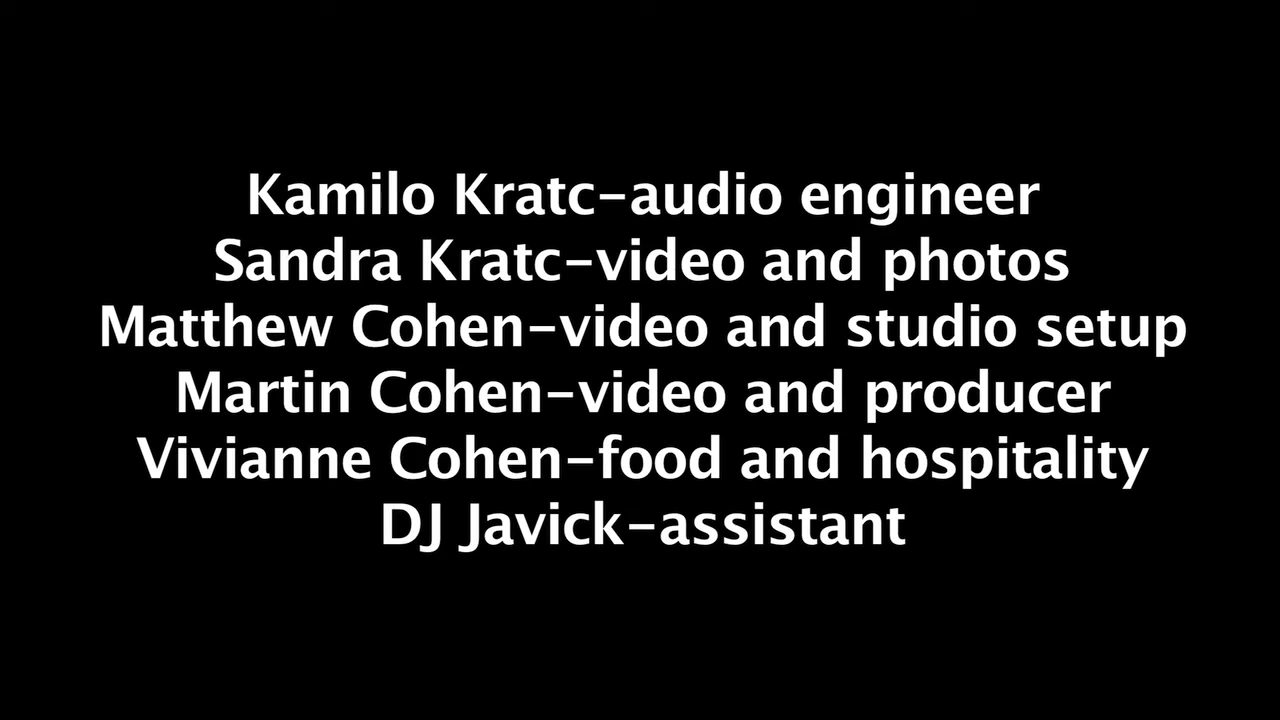 Kamilo Kratc-audio engineer
Sandra Kratc-video and photos
Matthew Cohen-video and studio setup
Martin Cohen-video and producer
Vivianne Cohen-food and hospitality
DJ Javick-assistant